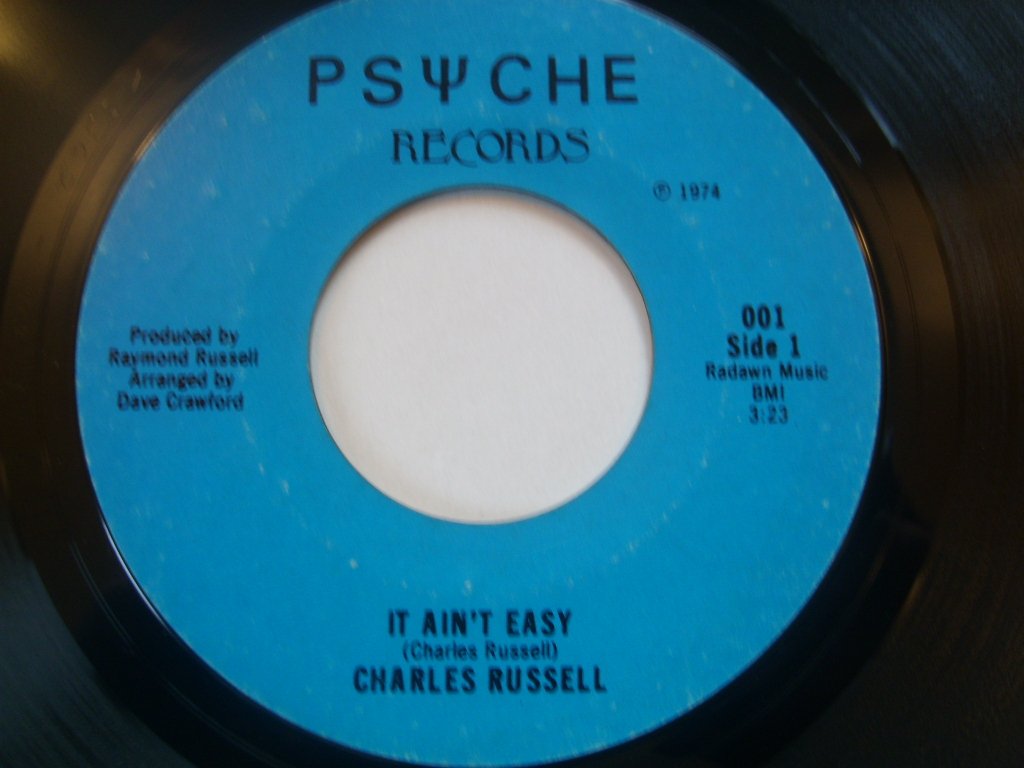 PSΨCHE
RECORDS
℗ 1974
Produced by
Raymond Russell
Arranged by
Dave Crawford
001
Side 1
Radawn Music
BMI
3:23
IT AIN'T EASY
(Charles Russell)
CHARLES RUSSELL